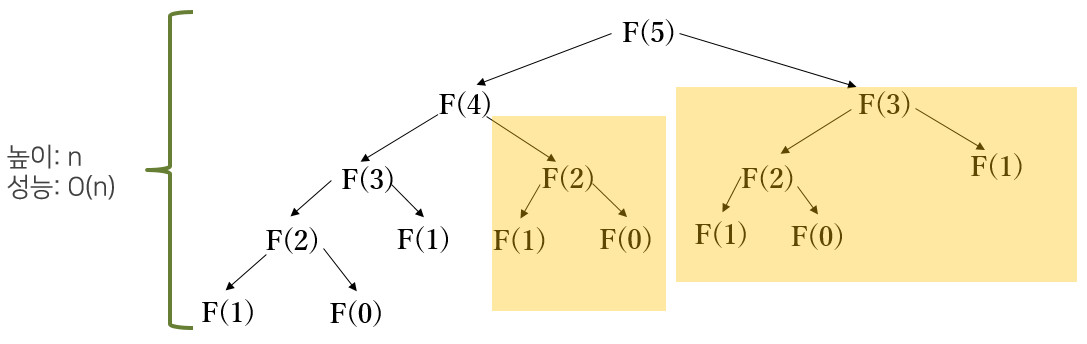 F(5)
F(4) F(3)
높이: n
성능: O(n)
F(3) F(2) F(2) F(1)
F(2) F(1) F(1) F(0) F(1) F(0)
F(1) F(0)